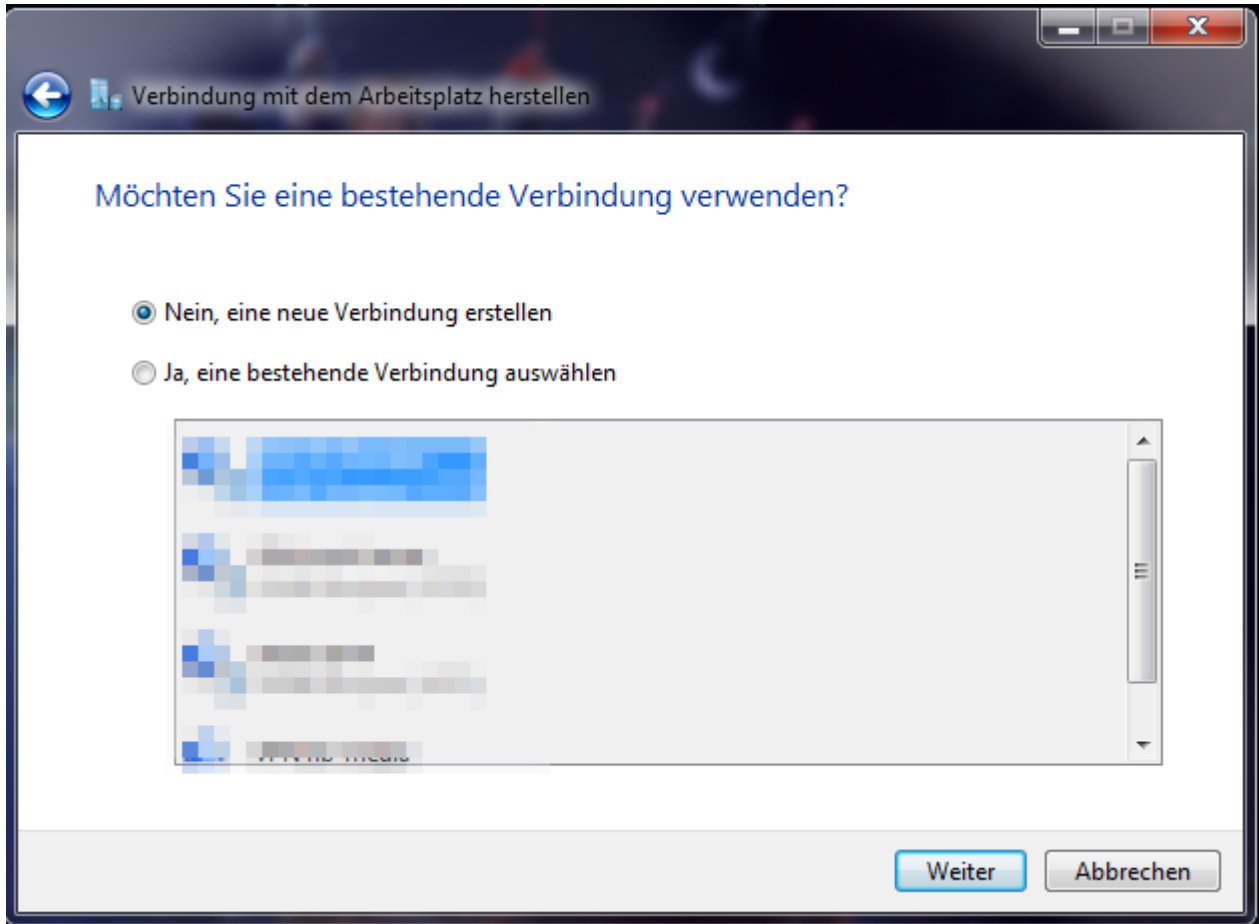 Verbindung mit dem Arbeitsplatz herstellen
Möchten Sie eine bestehende Verbindung verwenden?
Nein, eine neue Verbindung erstellen
Ja, eine bestehende Verbindung auswählen
Weiter
Abbrechen